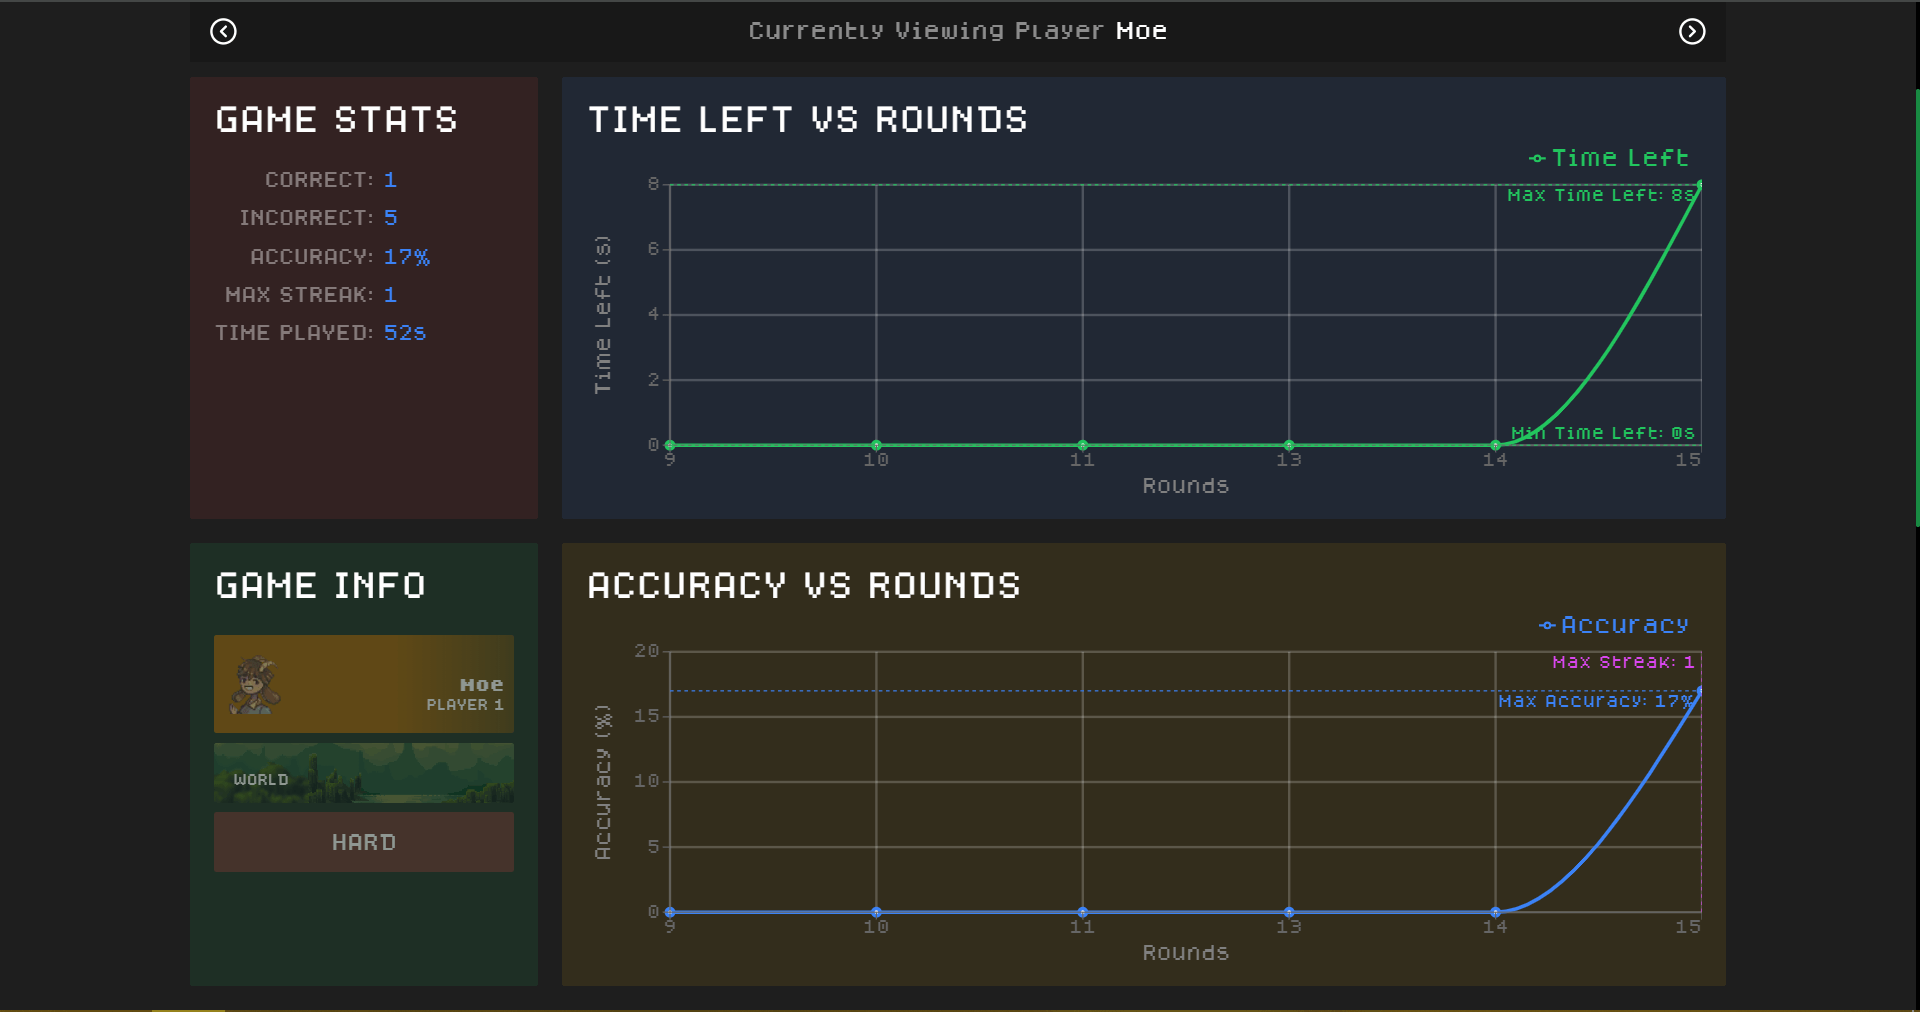 Currently Viewing Player Moe
GAME STATS
CORRECT: 1
INCORRECT: 5
ACCURACY: 17%
MAX STREAK: 1
TIME PLAYED: 52s
TIME LEFT VS ROUNDS
Time Left
Max Time Left: 8s
Min Time Left: 0s
Time Left (s)
8
6
4
2
0
9 10 11 13 14 15
Rounds
GAME INFO
Moe
PLAYER 1
WORLD
HARD
ACCURACY VS ROUNDS
Accuracy
Max Streak: 1
Max Accuracy: 17%
Accuracy (%)
20
15
10
5
0
9 10 11 13 14 15
Rounds